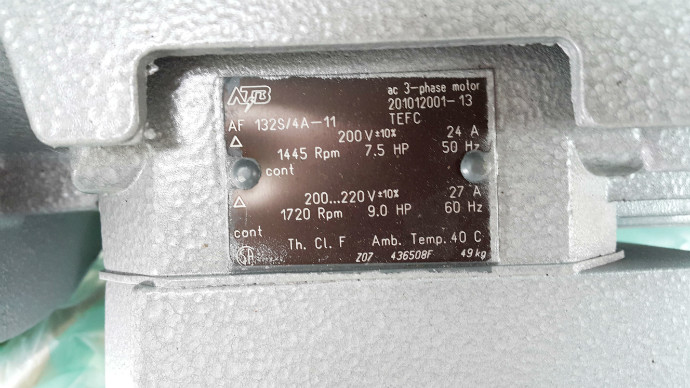 ATB ac 3-phase motor
201012001-13
AF 132S/4A-11 TEFC
△ 200 V±10% 24 A
1445 Rpm 7.5 HP 50 Hz
cont
△ 200...220 V±10% 27 A
1720 Rpm 9.0 HP 60 Hz
cont
Th. Cl. F Amb. Temp. 40 C
Z07 436508F 49 kg